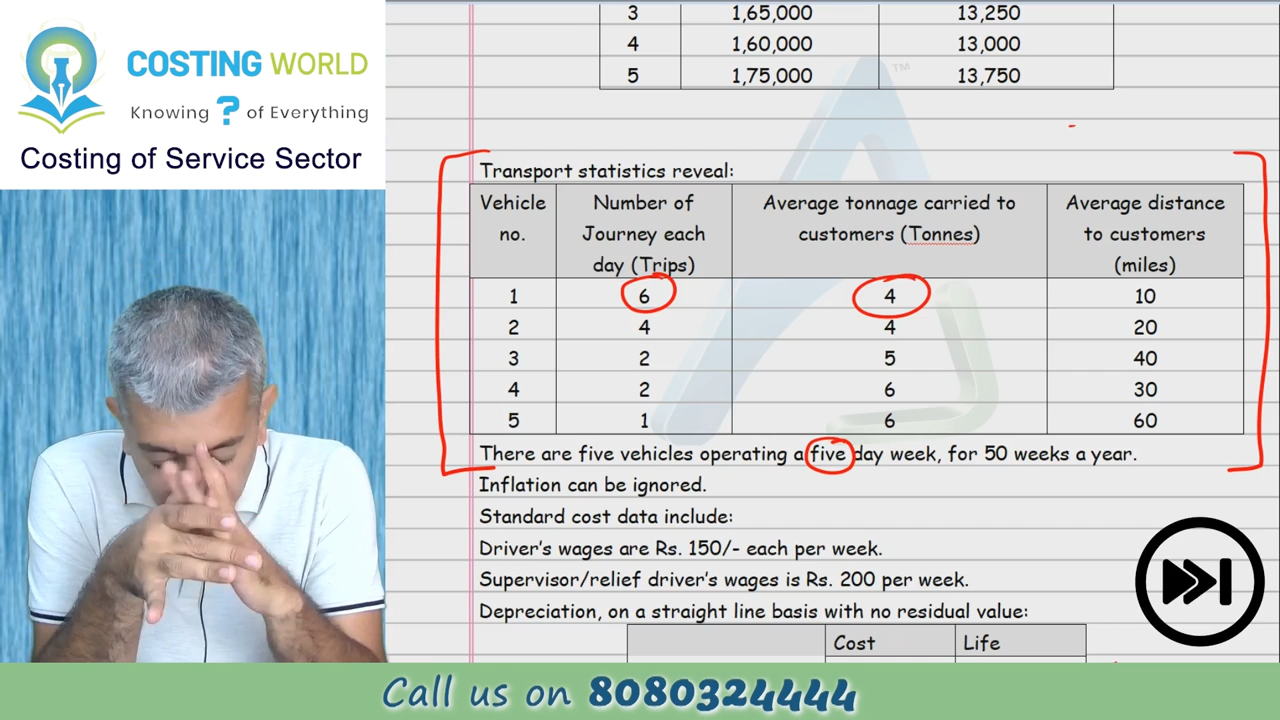 COSTING WORLD
Knowing ? of Everything
Costing of Service Sector
3 1,65,000 13,250
4 1,60,000 13,000
5 1,75,000 13,750
TM
Transport statistics reveal:
Vehicle no. Number of Journey each day (Trips) Average tonnage carried to customers (Tonnes) Average distance to customers (miles)
1 6 4 10
2 4 4 20
3 2 5 40
4 2 6 30
5 1 6 60
There are five vehicles operating a five day week, for 50 weeks a year.
Inflation can be ignored.
Standard cost data include:
Driver's wages are Rs. 150/- each per week.
Supervisor/relief driver's wages is Rs. 200 per week.
Depreciation, on a straight line basis with no residual value:
Cost Life
Call us on 8080324444